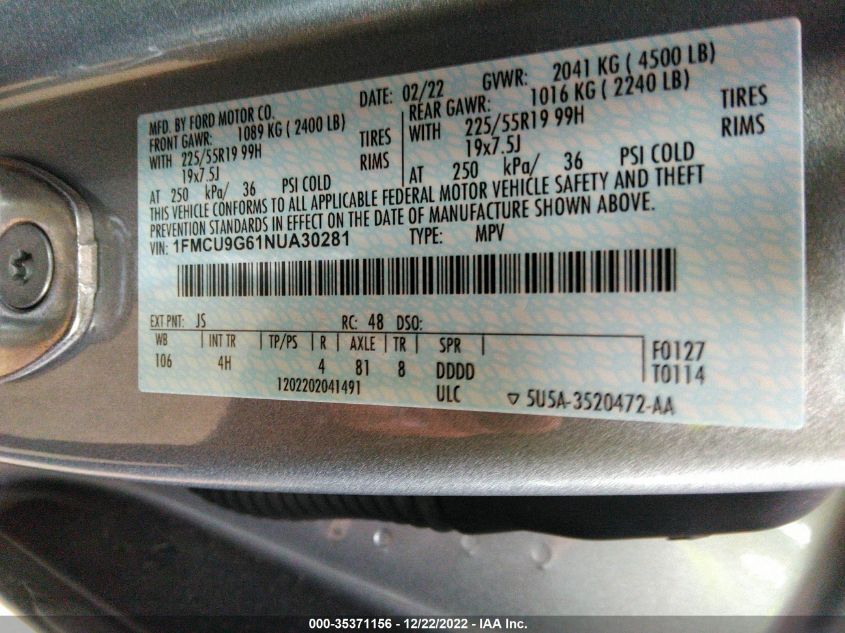 MFD. BY FORD MOTOR CO.
DATE: 02/22 GVWR: 2041 KG ( 4500 LB)
FRONT GAWR: 1089 KG ( 2400 LB) REAR GAWR: 1016 KG ( 2240 LB)
WITH 225/55R19 99H TIRES WITH 225/55R19 99H TIRES
19x7.5J RIMS 19x7.5J RIMS
AT 250 kPa/ 36 PSI COLD AT 250 kPa/ 36 PSI COLD
THIS VEHICLE CONFORMS TO ALL APPLICABLE FEDERAL MOTOR VEHICLE SAFETY AND THEFT
PREVENTION STANDARDS IN EFFECT ON THE DATE OF MANUFACTURE SHOWN ABOVE.
VIN: 1FMCU9G61NUA30281 TYPE: MPV
EXT PNT: JS RC: 48 DSO:
WB INT TR TP/PS R AXLE TR SPR
106 4H 4 81 8 DDDD
F0127
T0114
1202202041491 ULC
5U5A-3520472-AA
000-35371156 - 12/22/2022 - IAA Inc.